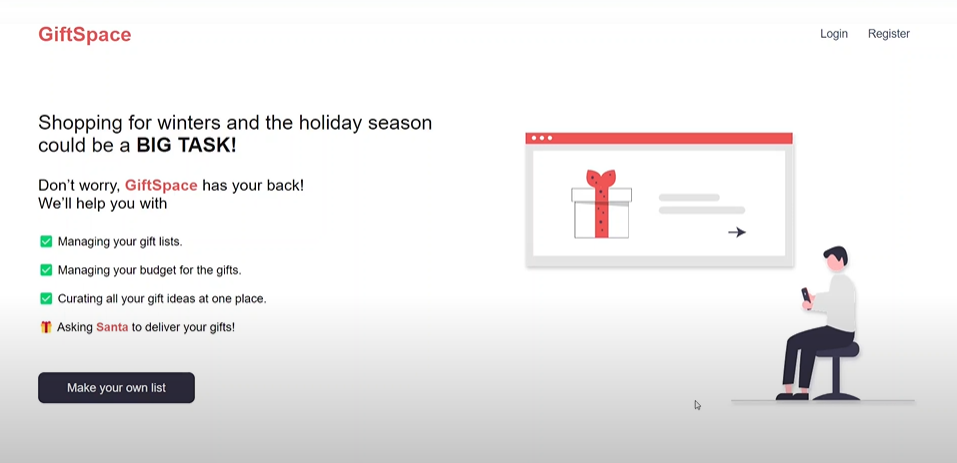 GiftSpace
Login
Register
Shopping for winters and the holiday season
could be a BIG TASK!
Don't worry, GiftSpace has your back!
We'll help you with
✅ Managing your gift lists.
✅ Managing your budget for the gifts.
✅ Curating all your gift ideas at one place.
🎁 Asking Santa to deliver your gifts!
Make your own list